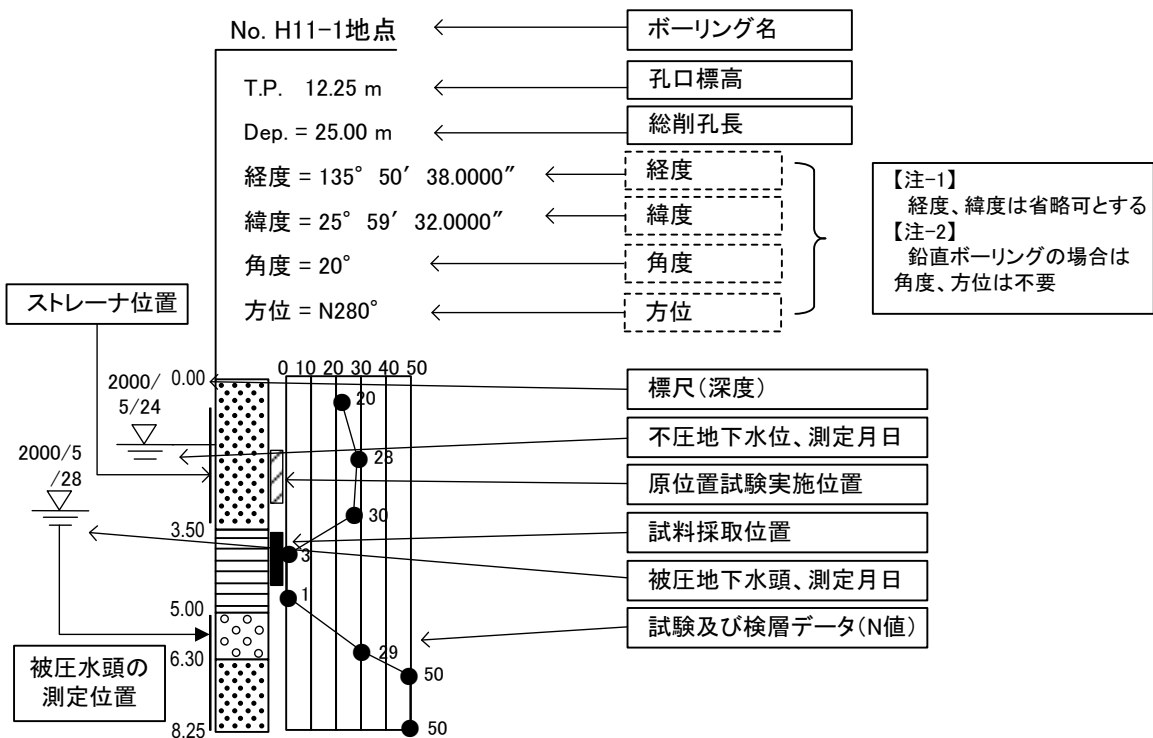 No. H11-1地点
ボーリング名
T.P. 12.25 m
孔口標高
Dep. = 25.00 m
総削孔長
経度 = 135° 50′ 38.0000″
経度
緯度 = 25° 59′ 32.0000″
緯度
角度 = 20°
角度
方位 = N280°
方位
【注-1】
経度、緯度は省略可とする
【注-2】
鉛直ボーリングの場合は
角度、方位は不要
ストレーナ位置
0 10 20 30 40 50
2000/
5/24
0.00
標尺(深度)
20
不圧地下水位、測定月日
2000/5
/28
28
原位置試験実施位置
30
3.50
試料採取位置
3
被圧地下水頭、測定月日
1
5.00
試験及び検層データ(N値)
29
6.30
被圧水頭の
測定位置
50
8.25
50